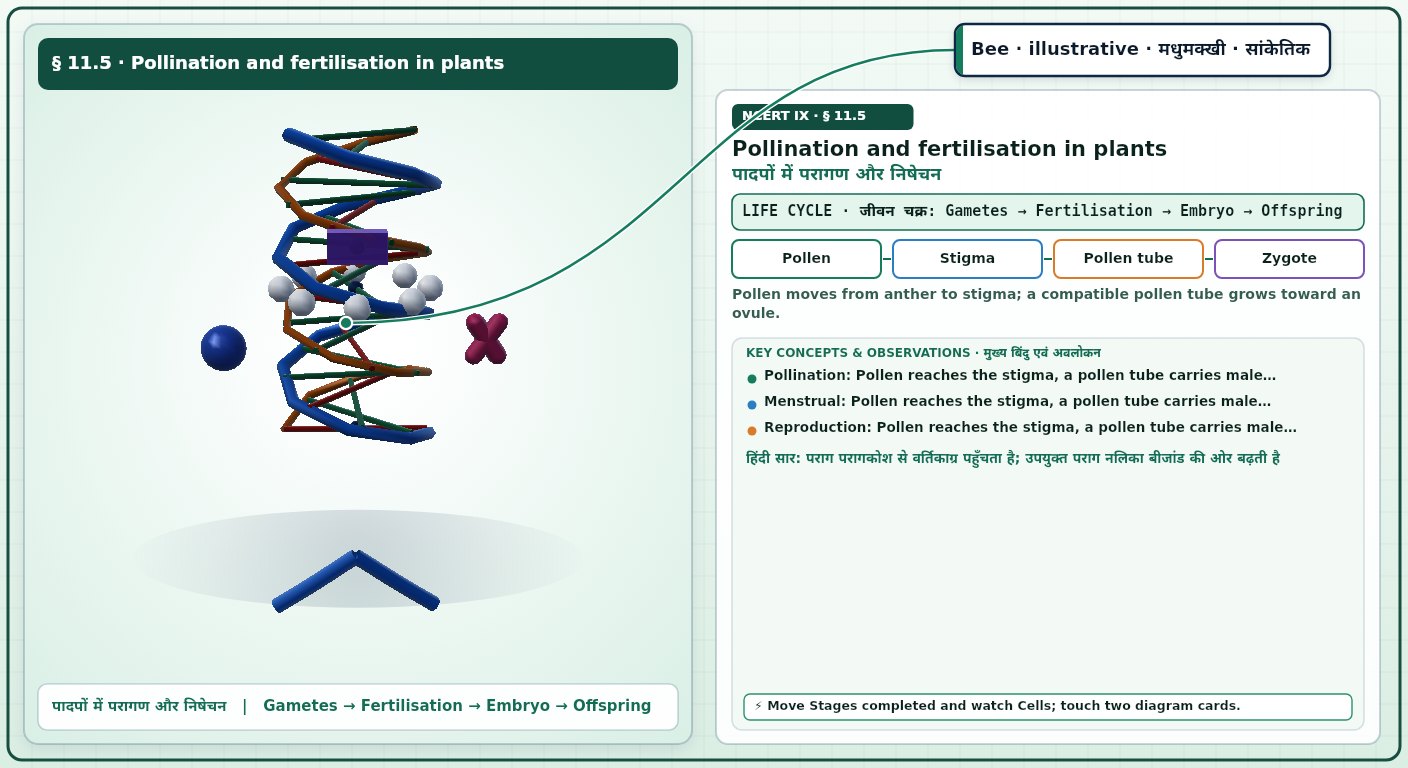 § 11.5 · Pollination and fertilisation in plants
Bee · illustrative · मधुमक्खी · सांकेतिक
NCERT IX · § 11.5
Pollination and fertilisation in plants
पादपों में परागण और निषेचन
LIFE CYCLE · जीवन चक्र: Gametes → Fertilisation → Embryo → Offspring
Pollen
Stigma
Pollen tube
Zygote
Pollen moves from anther to stigma; a compatible pollen tube grows toward an
ovule.
KEY CONCEPTS & OBSERVATIONS · मुख्य बिंदु एवं अवलोकन
Pollination: Pollen reaches the stigma, a pollen tube carries male…
Menstrual: Pollen reaches the stigma, a pollen tube carries male…
Reproduction: Pollen reaches the stigma, a pollen tube carries male…
हिंदी सार: पराग परागकोश से वर्तिकाग्र पहुँचता है; उपयुक्त पराग नलिका बीजांड की ओर बढ़ती है
⚡ Move Stages completed and watch Cells; touch two diagram cards.
पादपों में परागण और निषेचन | Gametes → Fertilisation → Embryo → Offspring